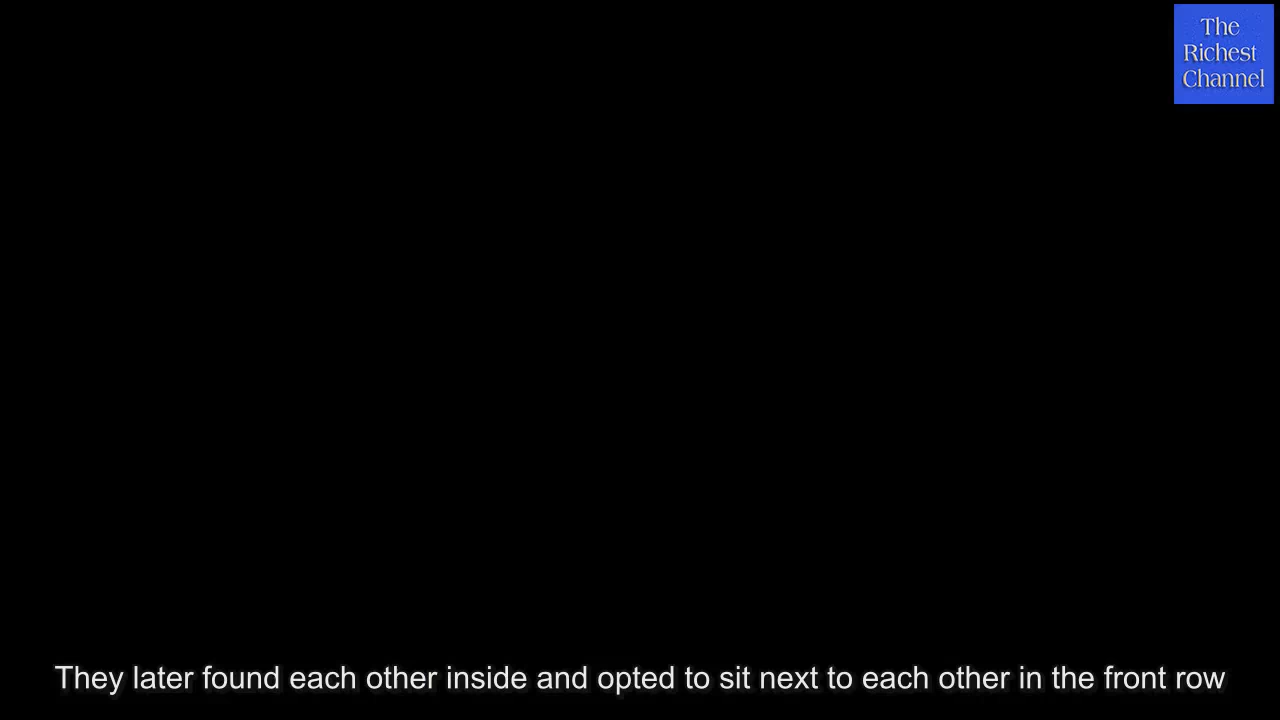 The
Richest
Channel
They later found each other inside and opted to sit next to each other in the front row